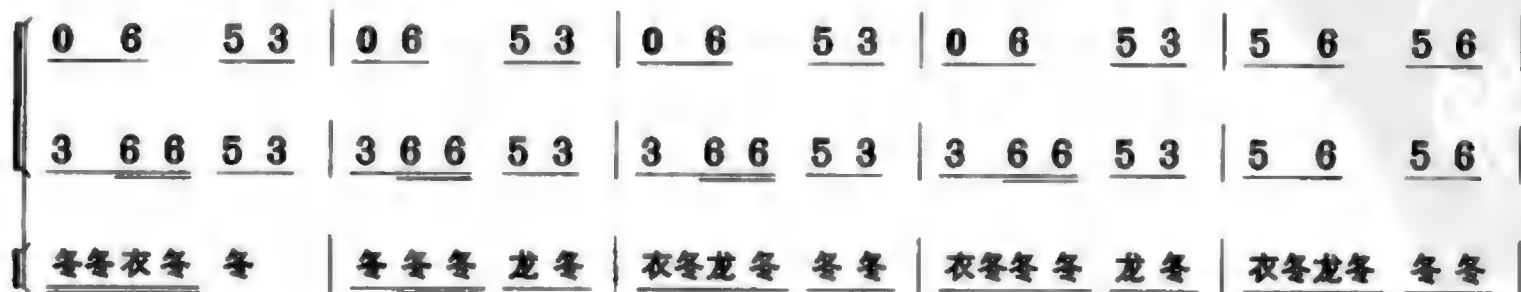 0 6 5 3 | 0 6 5 3 | 0 6 5 3 | 0 6 5 3 | 5 6 5 6
3 6 6 5 3 | 3 6 6 5 3 | 3 6 6 5 3 | 3 6 6 5 3 | 5 6 5 6
冬冬衣冬 冬 | 冬冬冬 龙冬 | 衣冬龙冬 冬冬 | 衣冬冬冬 龙冬 | 衣冬龙冬 冬冬